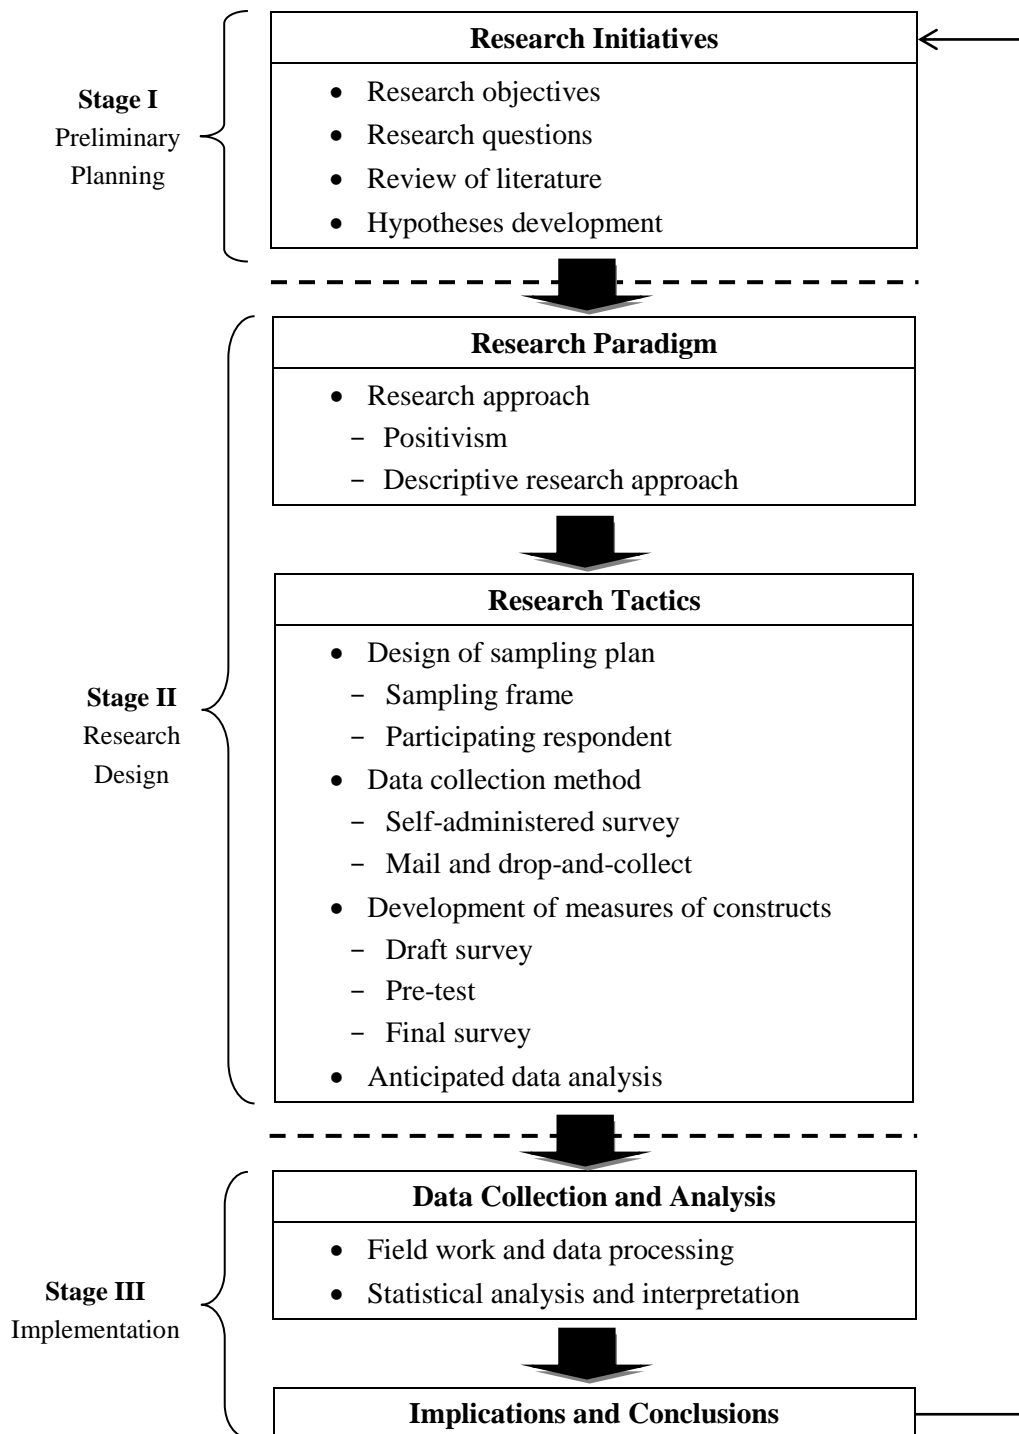 Research Initiatives
Stage I
Preliminary
Planning
• Research objectives
• Research questions
• Review of literature
• Hypotheses development
Research Paradigm
• Research approach
− Positivism
− Descriptive research approach
Stage II
Research
Design
Research Tactics
• Design of sampling plan
− Sampling frame
− Participating respondent
• Data collection method
− Self-administered survey
− Mail and drop-and-collect
• Development of measures of constructs
− Draft survey
− Pre-test
− Final survey
• Anticipated data analysis
Stage III
Implementation
Data Collection and Analysis
• Field work and data processing
• Statistical analysis and interpretation
Implications and Conclusions